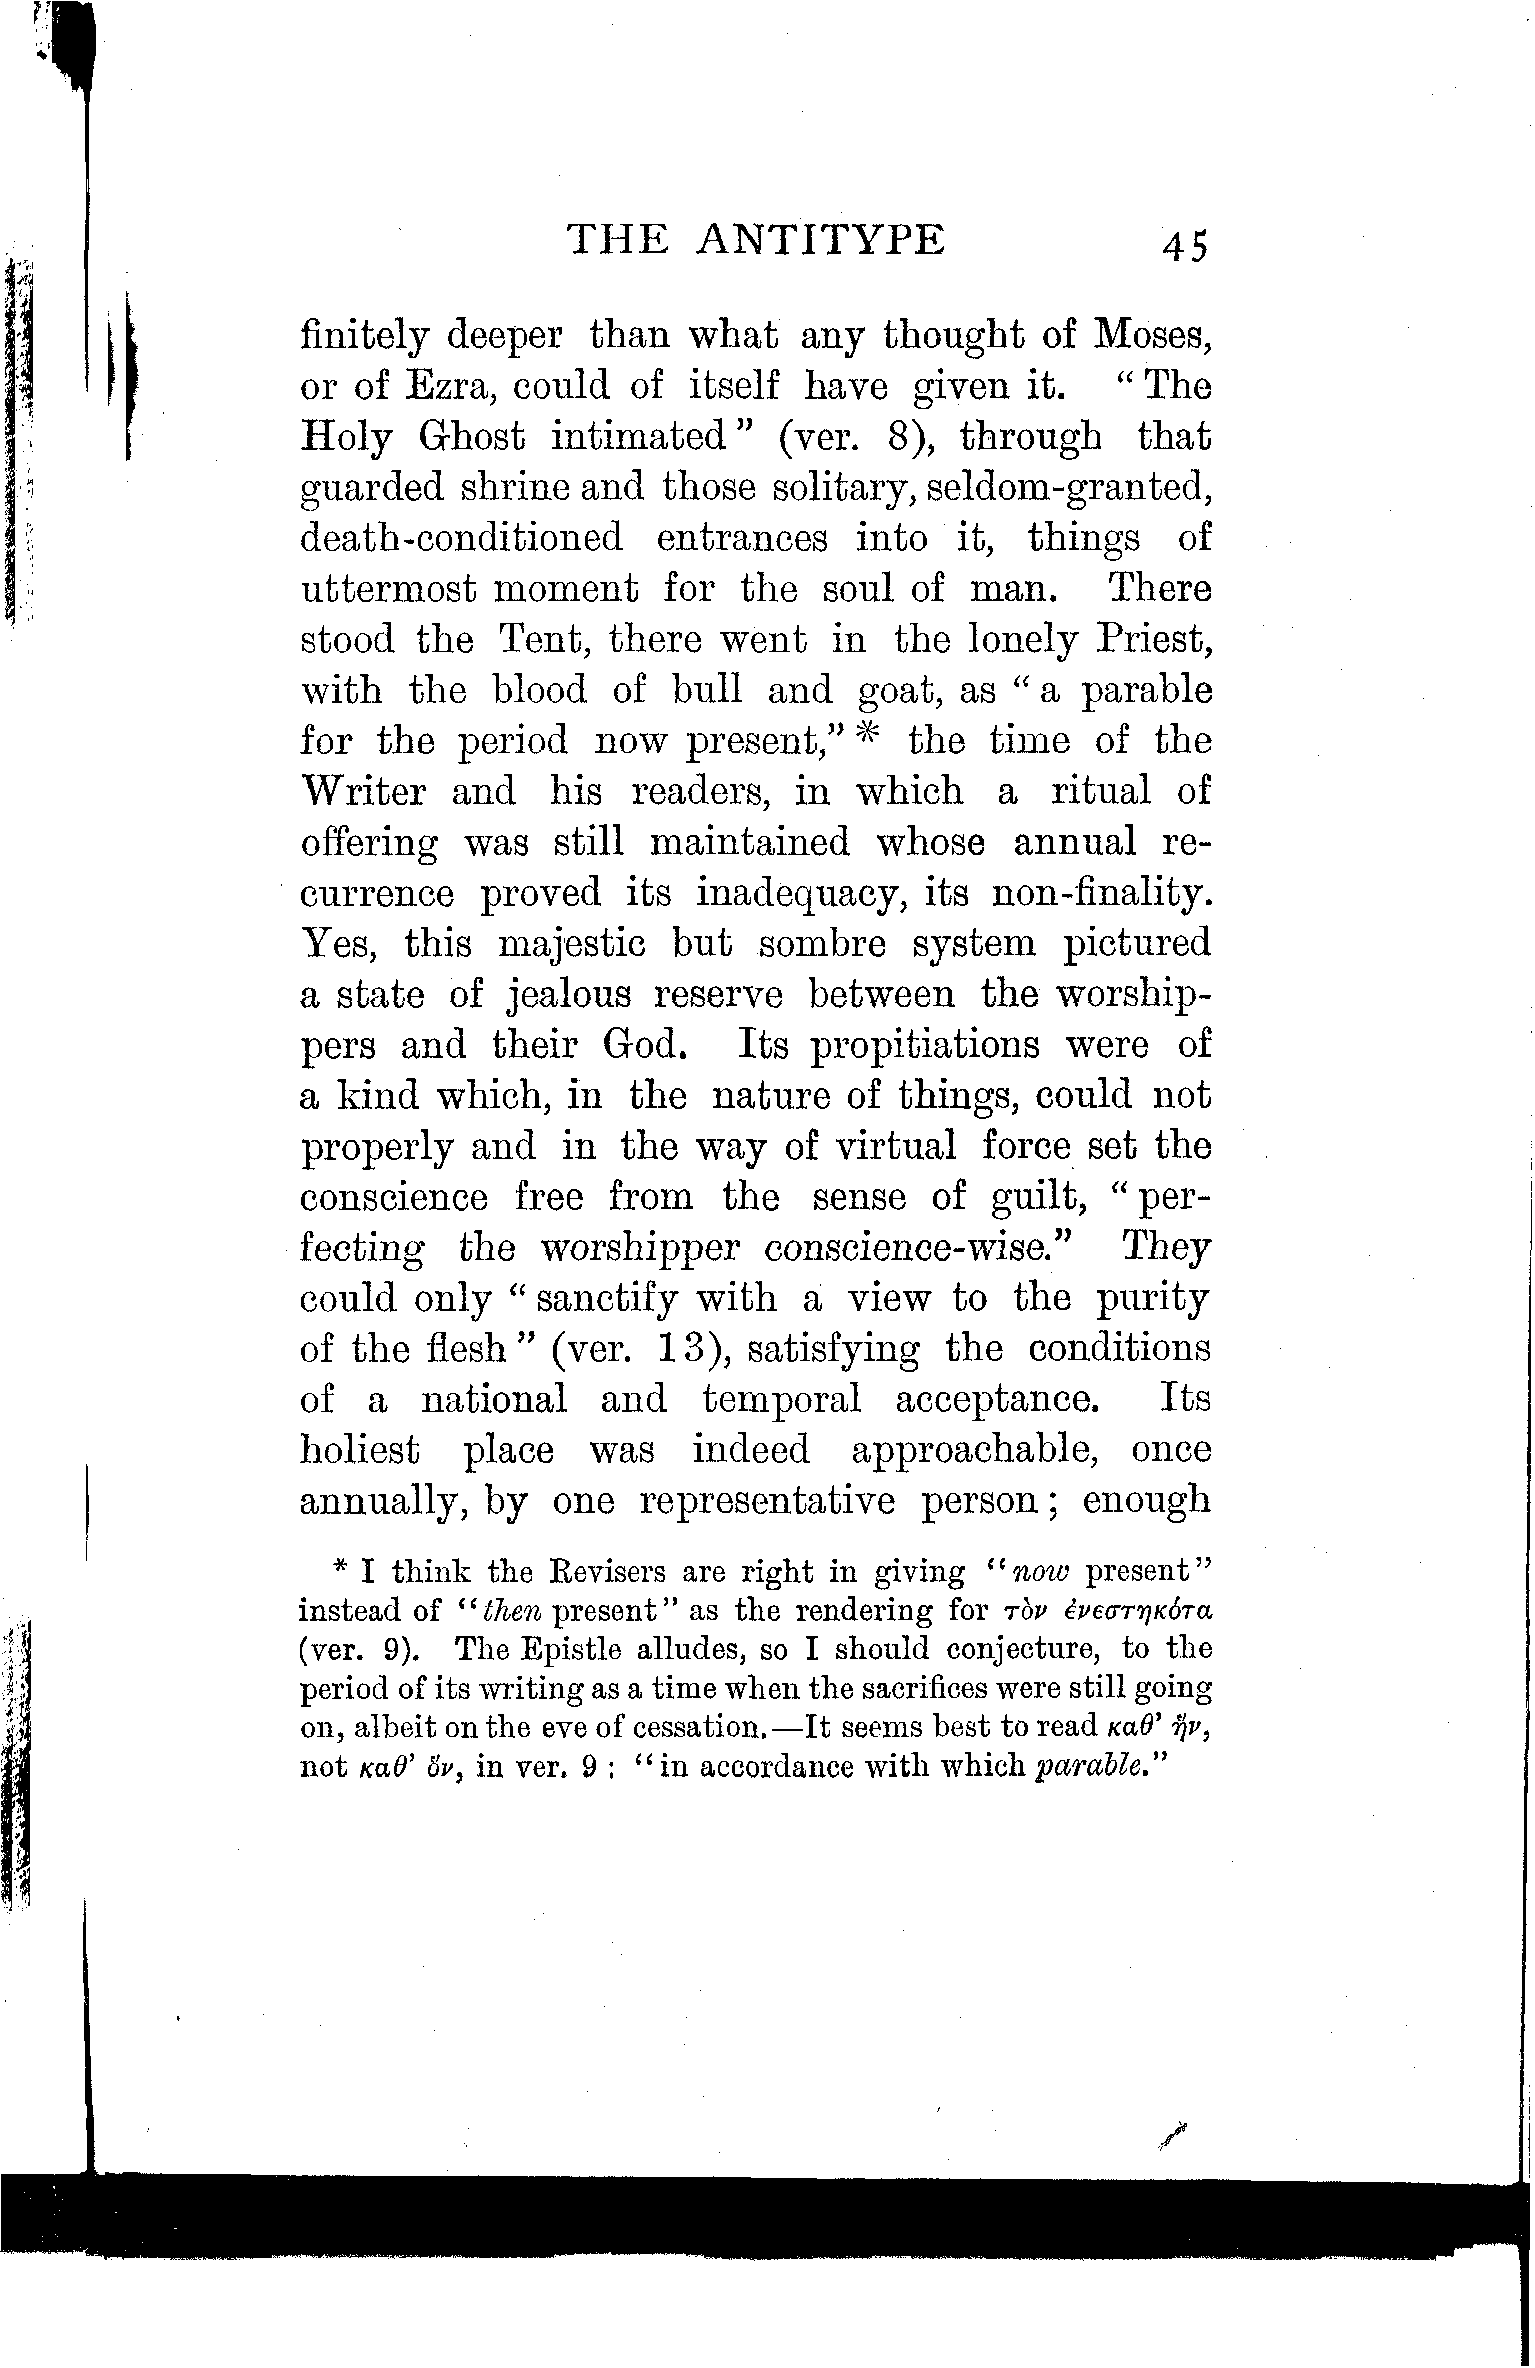 THE ANTITYPE 45
finitely deeper than what any thought of Moses,
or of Ezra, could of itself have given it. “The
Holy Ghost intimated” (ver. 8), through that
guarded shrine and those solitary, seldom-granted,
death-conditioned entrances into it, things of
uttermost moment for the soul of man. There
stood the Tent, there went in the lonely Priest,
with the blood of bull and goat, as “a parable
for the period now present,”* the time of the
Writer and his readers, in which a ritual of
offering was still maintained whose annual re-
currence proved its inadequacy, its non-finality.
Yes, this majestic but sombre system pictured
a state of jealous reserve between the worship-
pers and their God. Its propitiations were of
a kind which, in the nature of things, could not
properly and in the way of virtual force set the
conscience free from the sense of guilt, “per-
fecting the worshipper conscience-wise.” They
could only “sanctify with a view to the purity
of the flesh” (ver. 13), satisfying the conditions
of a national and temporal acceptance. Its
holiest place was indeed approachable, once
annually, by one representative person; enough
* I think the Revisers are right in giving “now present”
instead of “then present” as the rendering for τὸν ἐνεστηκότα
(ver. 9). The Epistle alludes, so I should conjecture, to the
period of its writing as a time when the sacrifices were still going
on, albeit on the eve of cessation.—It seems best to read καθ’ ἥν,
not καθ’ ὅν, in ver. 9: “in accordance with which parable.”